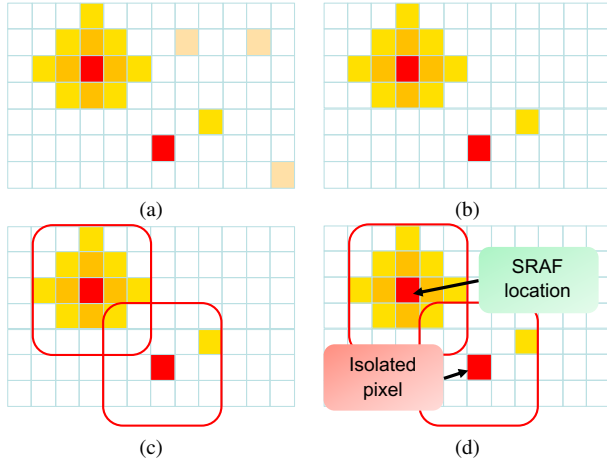 (a)
(b)
SRAF
location
Isolated
pixel
(c)
(d)